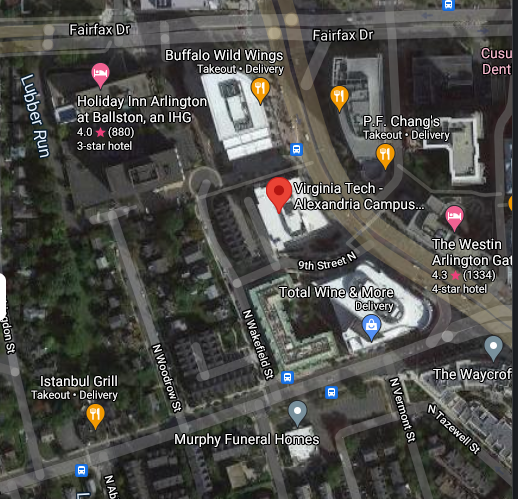 Fairfax Dr
Fairfax Dr
Buffalo Wild Wings
Takeout • Delivery
Cusu
Dent
Lubber Run
Holiday Inn Arlington
at Ballston, an IHG
4.0 ★ (880)
3-star hotel
P.F. Chang's
Takeout • Delivery
Virginia Tech -
Alexandria Campus...
The Westin
Arlington Gat
4.3 ★ (1334)
4-star hotel
9th Street N
Total Wine & More
Delivery
N Wakefield St
gdon St
N Woodrow St
The Waycrof
Istanbul Grill
Takeout • Delivery
N Vermont St
N Tazewell St
Murphy Funeral Homes
N Ab
L